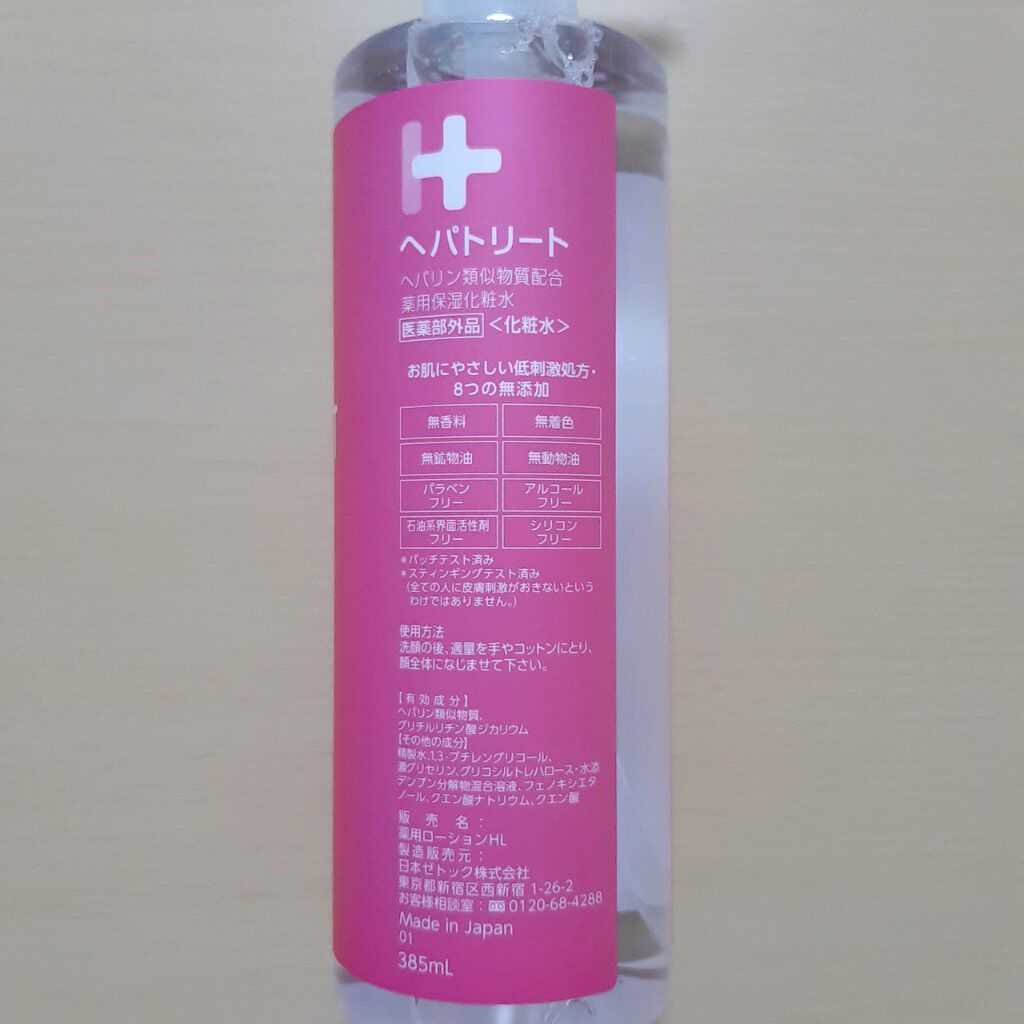 H
ヘパトリート
ヘパリン類似物質配合
薬用保湿化粧水
医薬部外品 <化粧水>
お肌にやさしい低刺激処方・
8つの無添加
無香料 無着色
無鉱物油 無動物油
パラベン
フリー
アルコール
フリー
石油系界面活性剤
フリー
シリコン
フリー
*パッチテスト済み
*スティンギングテスト済み
(全ての人に皮膚刺激がおきないという
わけではありません。)
使用方法
洗顔の後、適量を手やコットンにとり、
顔全体になじませて下さい。
【有効成分】
ヘパリン類似物質、
グリチルリチン酸ジカリウム
【その他の成分】
精製水、1,3-ブチレングリコール、
濃グリセリン、グリコシルトレハロース・水添
デンプン分解物混合溶液、フェノキシエタ
ノール、クエン酸ナトリウム、クエン酸
販売名:
薬用ローションHL
製造販売元:
日本ゼトック株式会社
東京都新宿区西新宿 1-26-2
お客様相談室: 0120-68-4288
Made in Japan
01
385mL